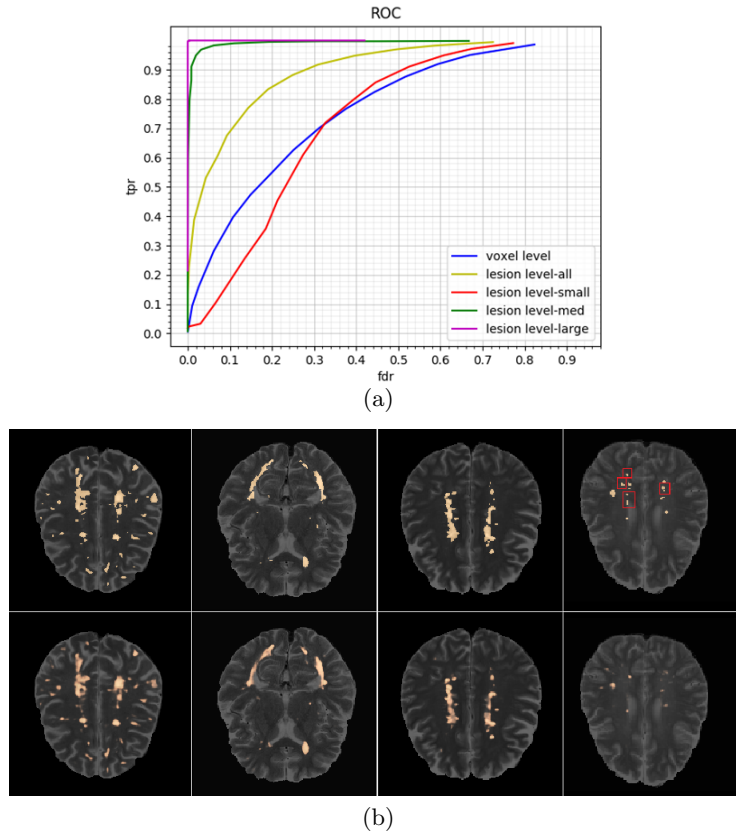 ROC
tpr
0.9
0.8
0.7
0.6
0.5
0.4
0.3
0.2
0.1
0.0
voxel level
lesion level-all
lesion level-small
lesion level-med
lesion level-large
0.0 0.1 0.2 0.3 0.4 0.5 0.6 0.7 0.8 0.9
fdr
(a)
(b)